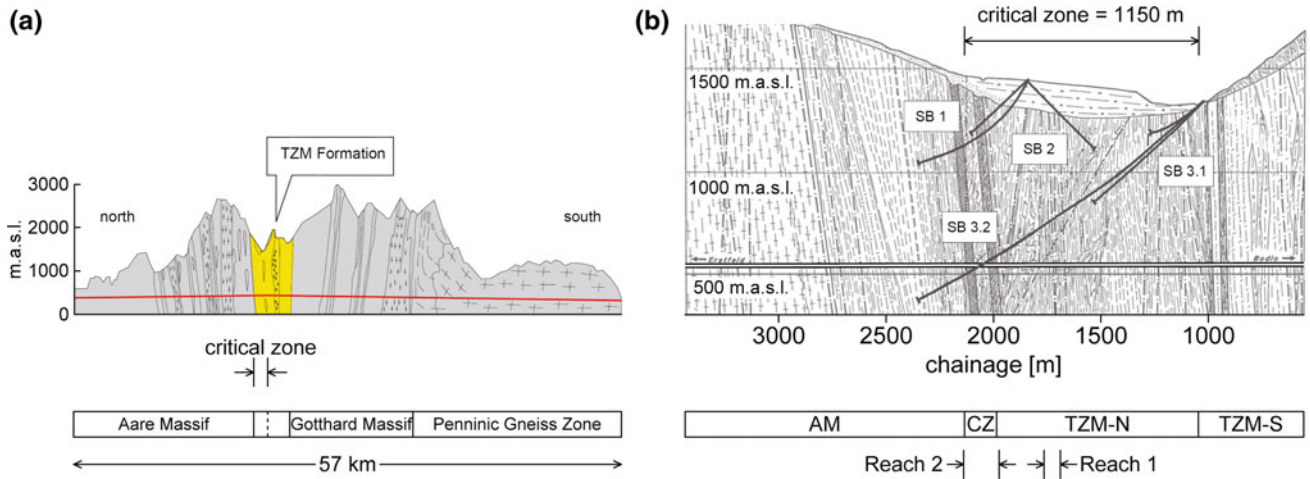 (a)
TZM Formation
3000
2000
1000
0
m.a.s.l.
north
south
critical zone
Aare Massif
Gotthard Massif
Penninic Gneiss Zone
57 km
(b)
critical zone = 1150 m
1500 m.a.s.l.
1000 m.a.s.l.
500 m.a.s.l.
SB 1
SB 2
SB 3.1
SB 3.2
Erstfeld
Bodio
3000 2000 1500 1000
chainage [m]
AM CZ TZM-N TZM-S
Reach 2 Reach 1